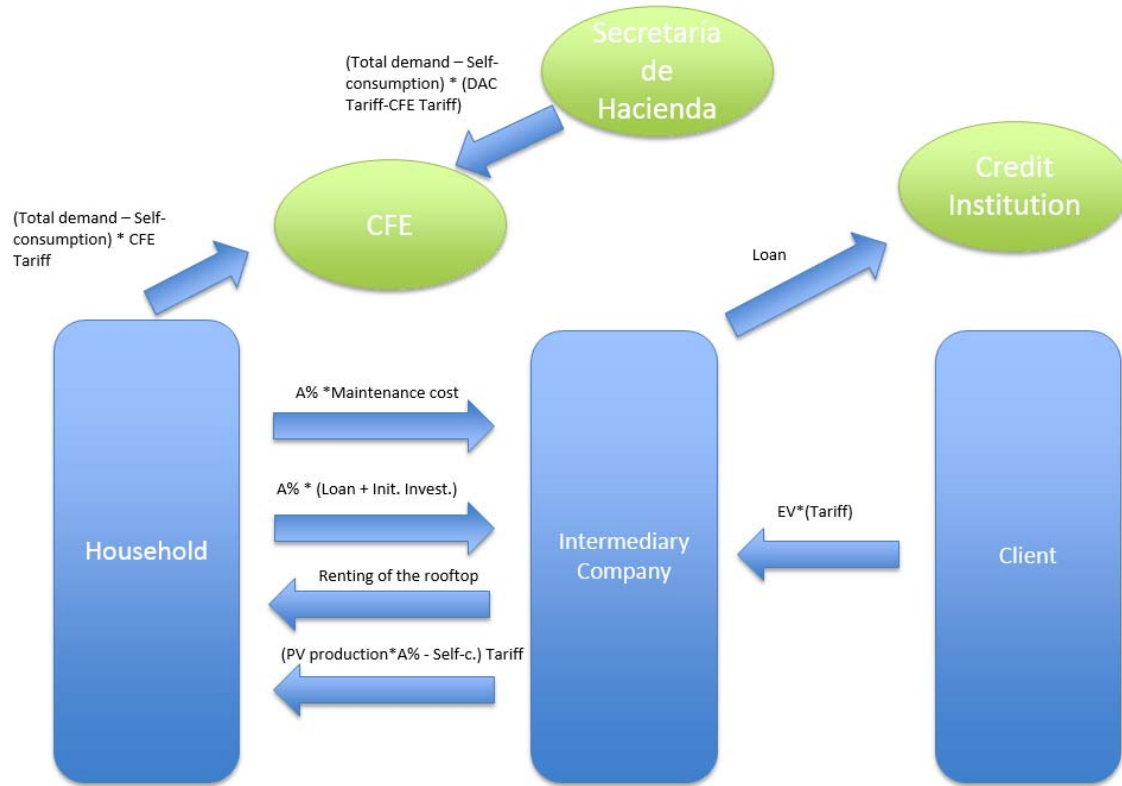 Secretaría
de
Hacienda
(Total demand – Self-
consumption) * (DAC
Tariff-CFE Tariff)
Credit
Institution
CFE
(Total demand – Self-
consumption) * CFE
Tariff
Loan
A% *Maintenance cost
A% * (Loan + Init. Invest.)
EV*(Tariff)
Household
Intermediary
Company
Client
Renting of the rooftop
(PV production*A% - Self-c.) Tariff